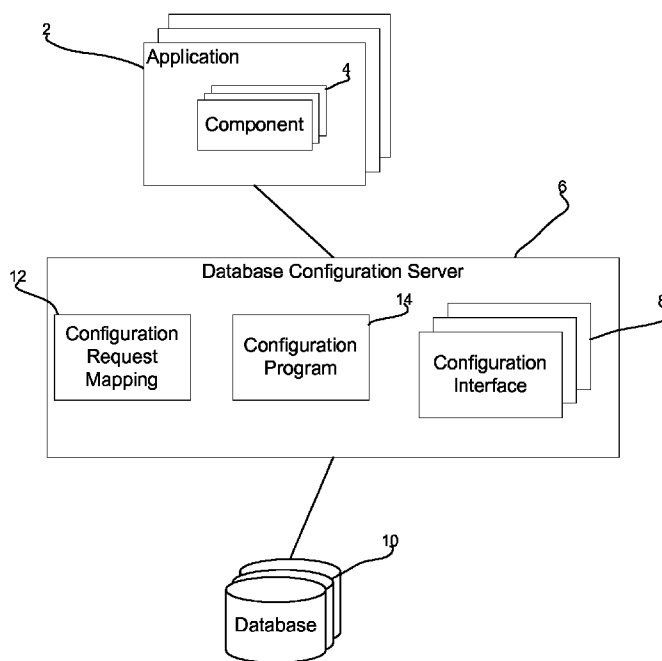 2
Application
4
Component
6
Database Configuration Server
12
Configuration
Request
Mapping
14
Configuration
Program
8
Configuration
Interface
10
Database